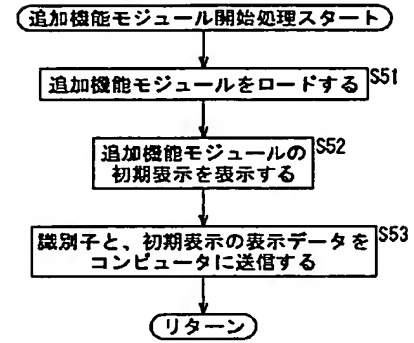 追加機能モジュール開始処理スタート
追加機能モジュールをロードする
S51
追加機能モジュールの
初期表示を表示する
S52
識別子と、初期表示の表示データを
コンピュータに送信する
S53
リターン